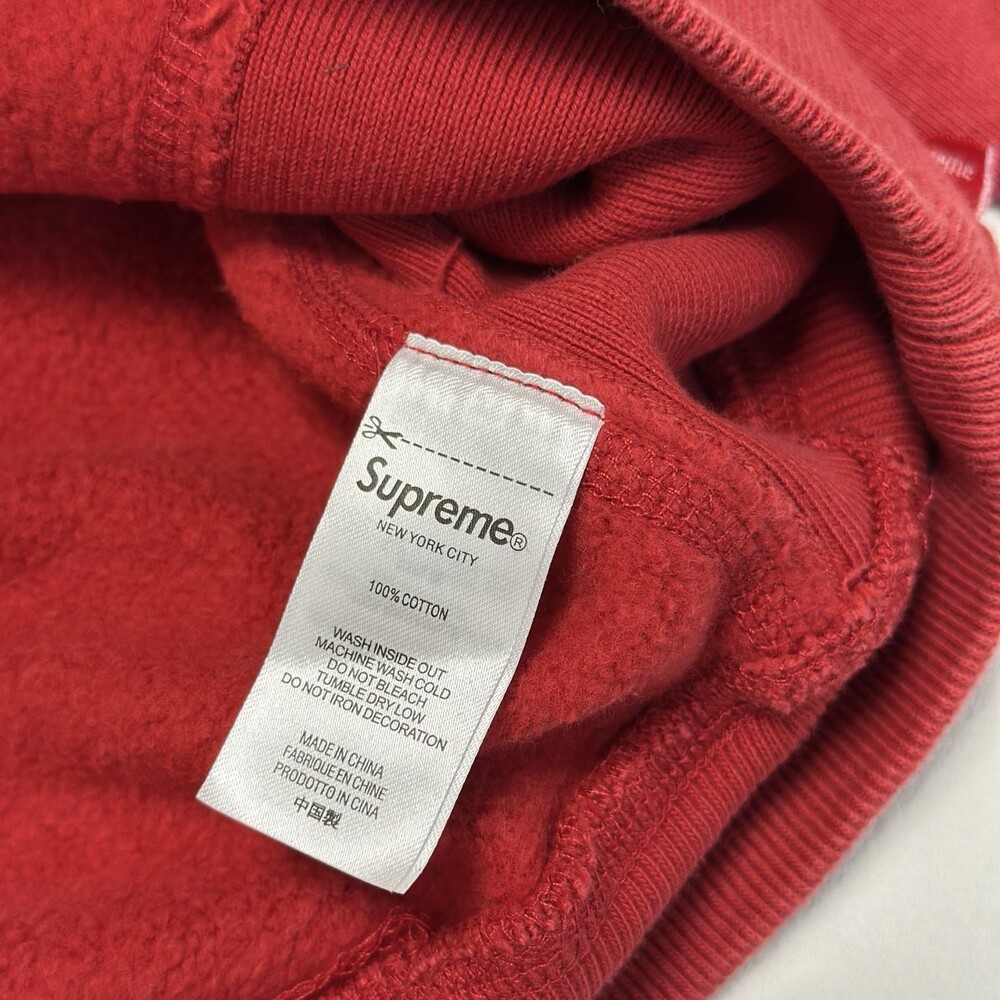 Supreme®
NEW YORK CITY
100% COTTON
WASH INSIDE OUT
MACHINE WASH COLD
DO NOT BLEACH
TUMBLE DRY LOW
DO NOT IRON DECORATION
MADE IN CHINA
FABRIQUE EN CHINE
PRODOTTO IN CINA
中国製